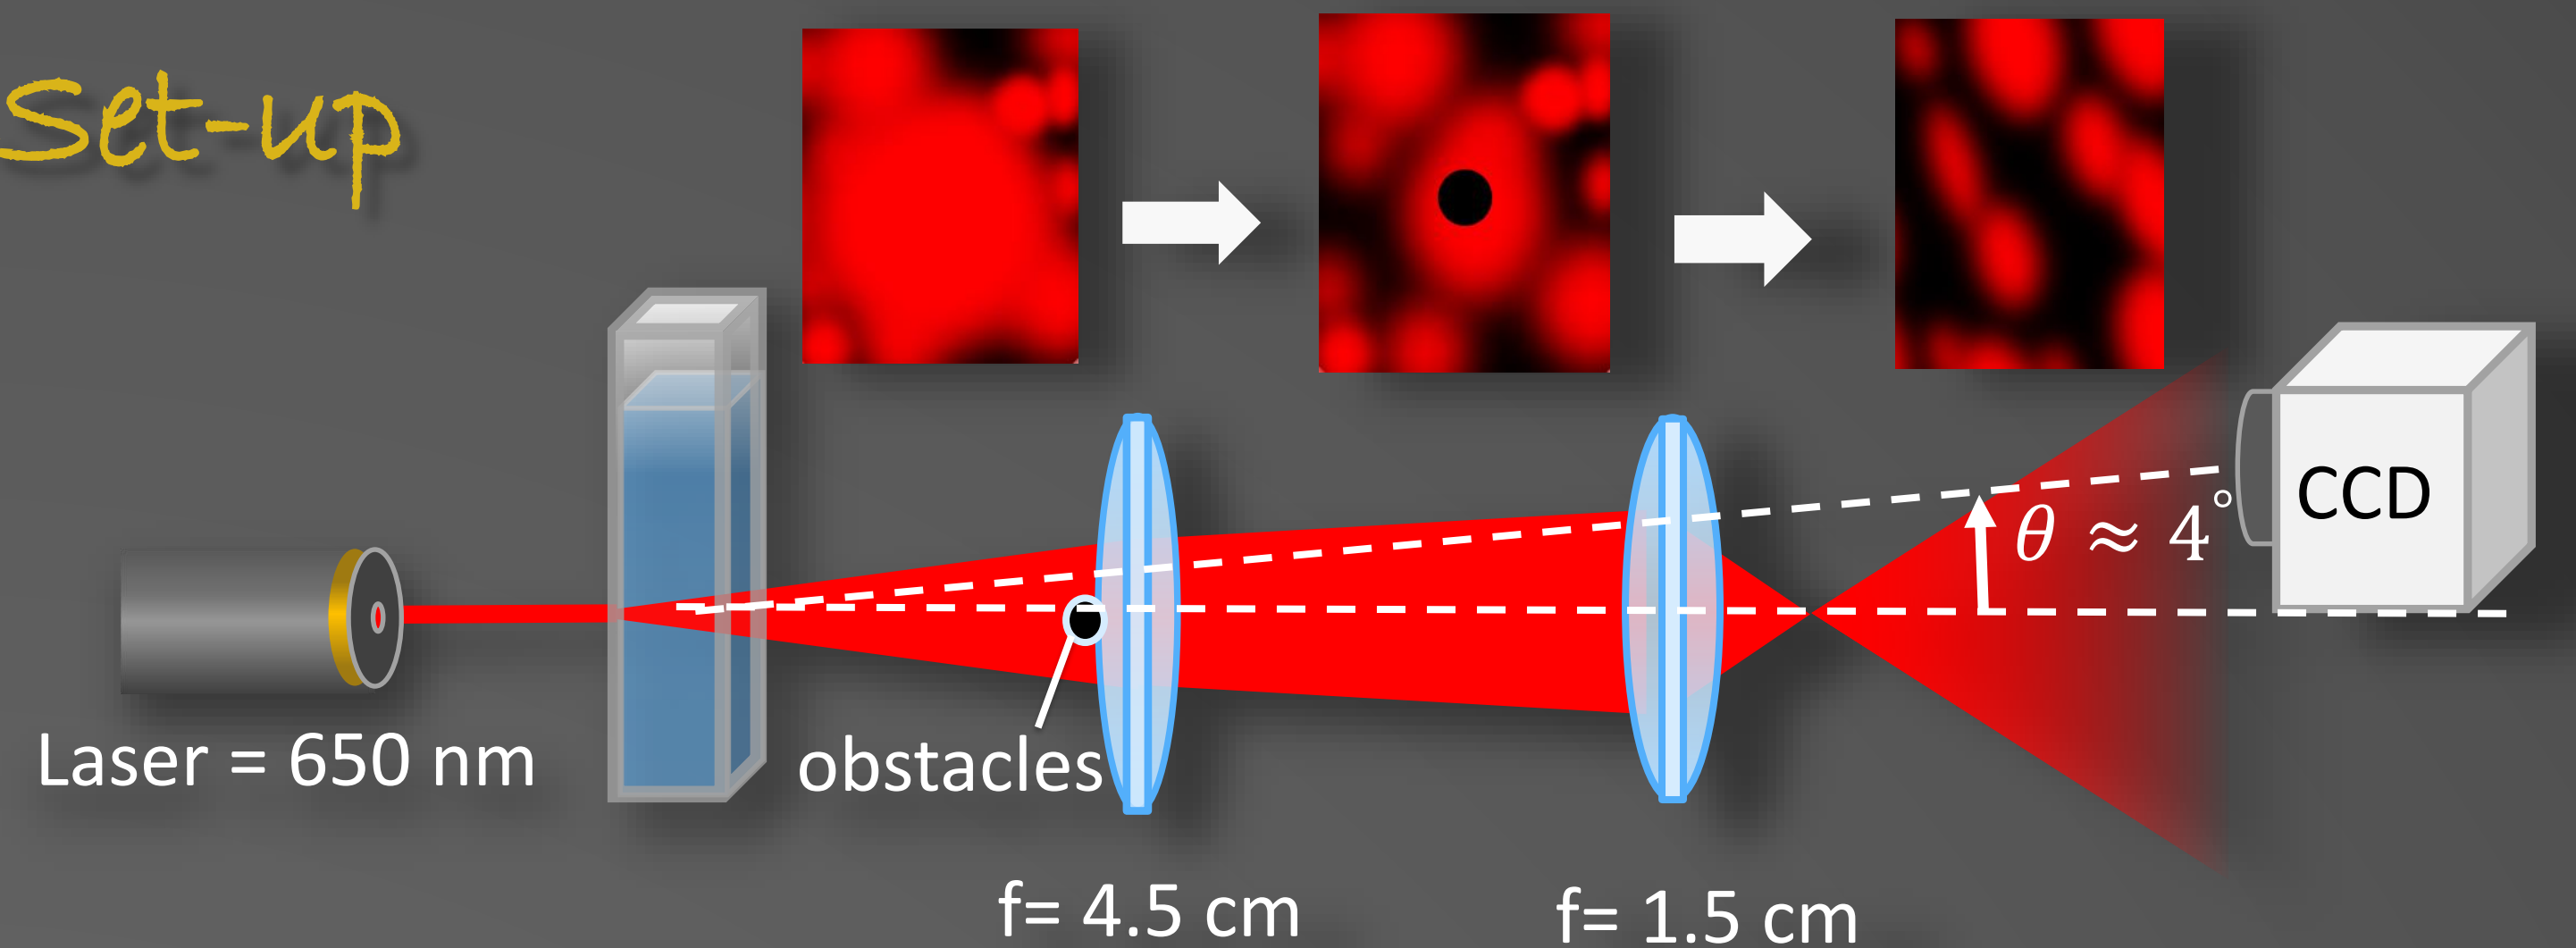 Set-up
CCD
θ ≈ 4°
Laser = 650 nm
obstacles
f= 4.5 cm
f= 1.5 cm